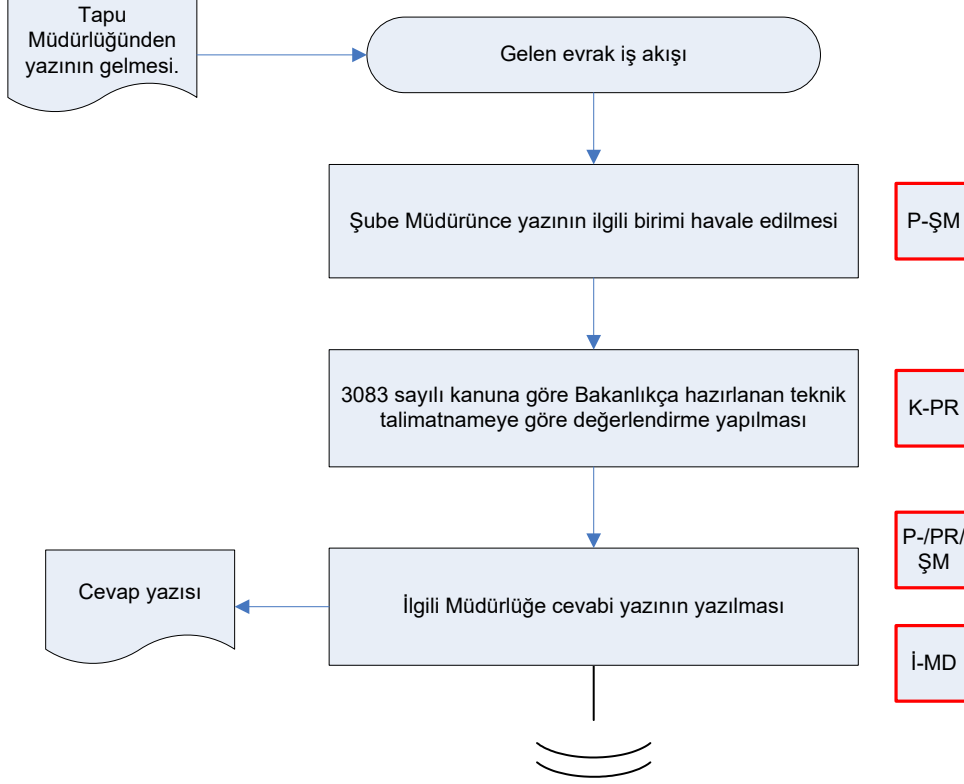 Tapu
Müdürlüğünden
yazının gelmesi.
Gelen evrak iş akışı
Şube Müdürünce yazının ilgili birimi havale edilmesi
P-ŞM
3083 sayılı kanuna göre Bakanlıkça hazırlanan teknik
talimatnameye göre değerlendirme yapılması
K-PR
P-/PR/
ŞM
Cevap yazısı
İlgili Müdürlüğe cevabi yazının yazılması
İ-MD